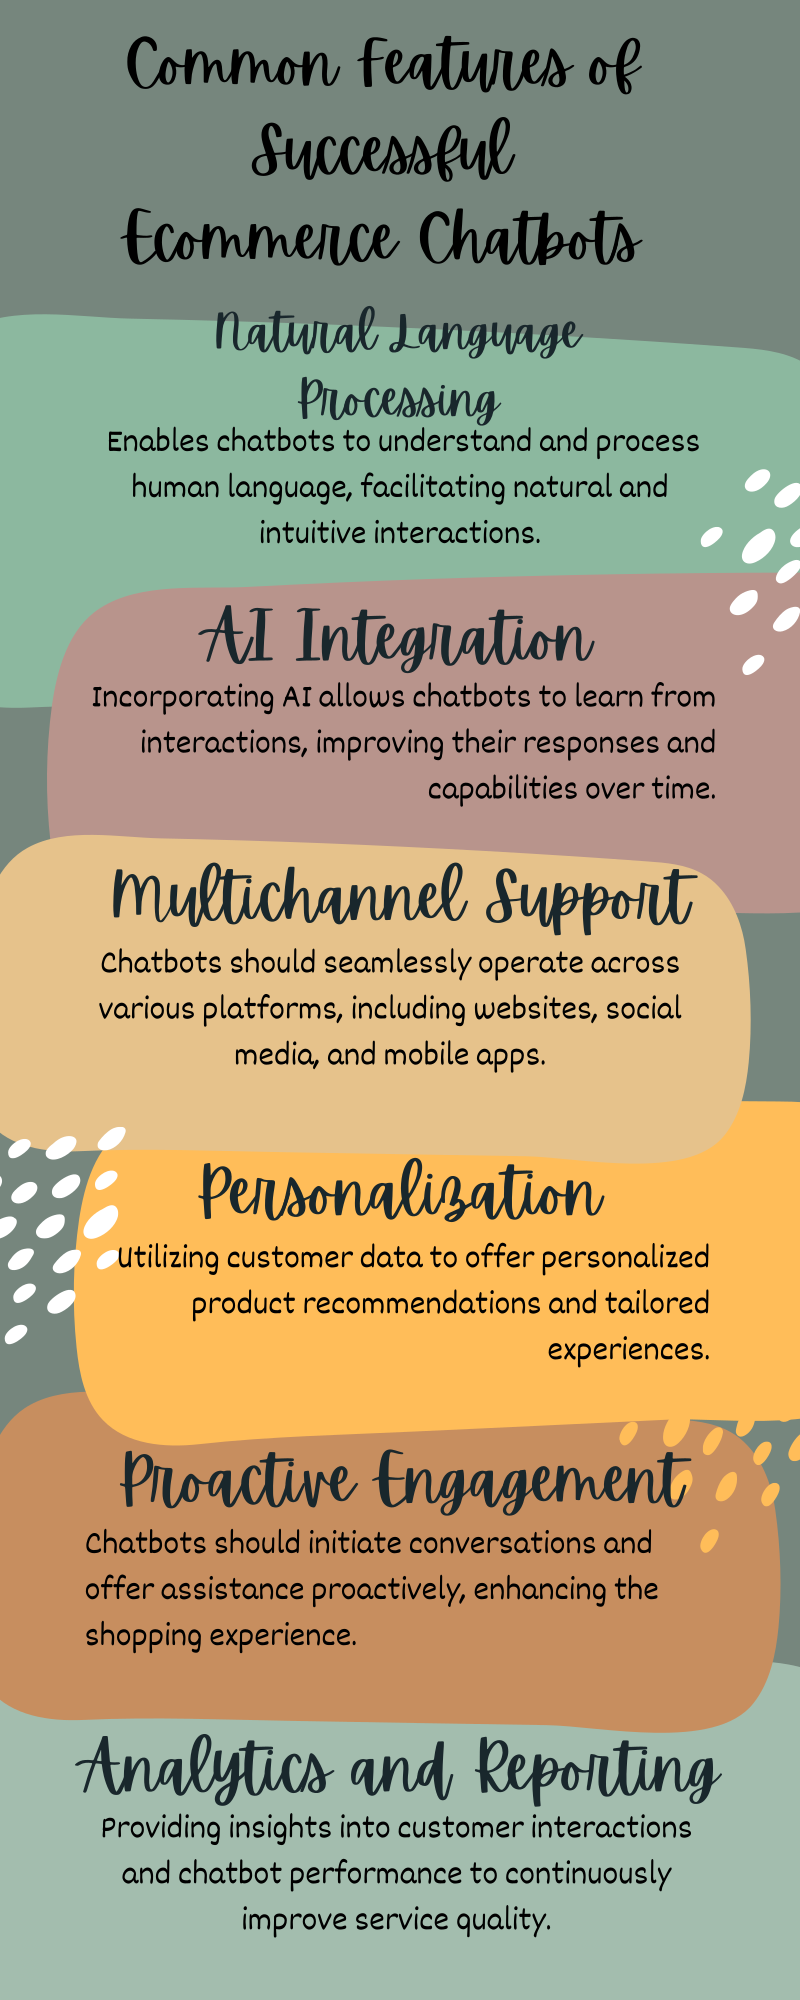 Common Features of
Successful
Ecommerce Chatbots
Natural Language
Processing
Enables chatbots to understand and process
human language, facilitating natural and
intuitive interactions.
AI Integration
Incorporating AI allows chatbots to learn from
interactions, improving their responses and
capabilities over time.
Multichannel Support
Chatbots should seamlessly operate across
various platforms, including websites, social
media, and mobile apps.
Personalization
Utilizing customer data to offer personalized
product recommendations and tailored
experiences.
Proactive Engagement
Chatbots should initiate conversations and
offer assistance proactively, enhancing the
shopping experience.
Analytics and Reporting
Providing insights into customer interactions
and chatbot performance to continuously
improve service quality.